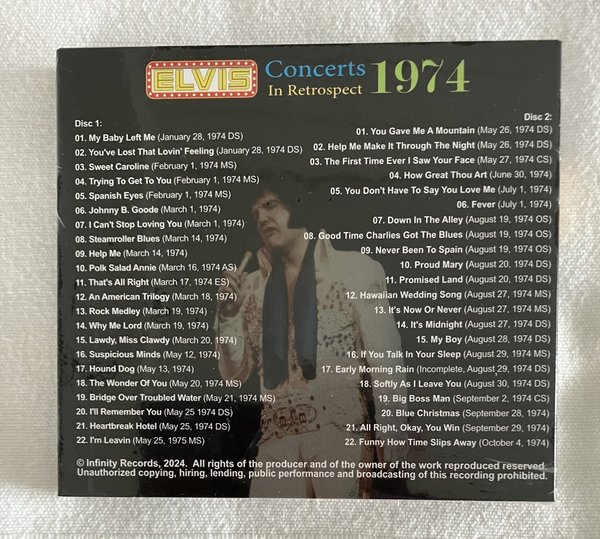 ELVIS Concerts In Retrospect 1974
Disc 1:
01. My Baby Left Me (January 28, 1974 DS)
02. You've Lost That Lovin' Feeling (January 28, 1974 DS)
03. Sweet Caroline (February 1, 1974 MS)
04. Trying To Get To You (February 1, 1974 MS)
05. Spanish Eyes (February 1, 1974 MS)
06. Johnny B. Goode (March 1, 1974)
07. I Can't Stop Loving You (March 1, 1974)
08. Steamroller Blues (March 14, 1974)
09. Help Me (March 14, 1974)
10. Polk Salad Annie (March 16, 1974 AS)
11. That's All Right (March 17, 1974 ES)
12. An American Trilogy (March 18, 1974)
13. Rock Medley (March 19, 1974)
14. Why Me Lord (March 19, 1974)
15. Lawdy, Miss Clawdy (March 20, 1974)
16. Suspicious Minds (May 12, 1974)
17. Hound Dog (May 13, 1974)
18. The Wonder Of You (May 20, 1974 MS)
19. Bridge Over Troubled Water (May 21, 1974 MS)
20. I'll Remember You (May 25 1974 DS)
21. Heartbreak Hotel (May 25, 1974 DS)
22. I'm Leavin (May 25, 1975 MS)
Disc 2:
01. You Gave Me A Mountain (May 26, 1974 DS)
02. Help Me Make It Through The Night (May 26, 1974 DS)
03. The First Time Ever I Saw Your Face (May 27, 1974 CS)
04. How Great Thou Art (June 30, 1974)
05. You Don't Have To Say You Love Me (July 1, 1974)
06. Fever (July 1, 1974)
07. Down In The Alley (August 19, 1974 OS)
08. Good Time Charlies Got The Blues (August 19, 1974 OS)
09. Never Been To Spain (August 19, 1974 OS)
10. Proud Mary (August 20, 1974 DS)
11. Promised Land (August 20, 1974 DS)
12. Hawaiian Wedding Song (August 27, 1974 MS)
13. It's Now Or Never (August 27, 1974 MS)
14. It's Midnight (August 27, 1974 DS)
15. My Boy (August 28, 1974 DS)
16. If You Talk In Your Sleep (August 29, 1974 MS)
17. Early Morning Rain (Incomplete, August 29, 1974 DS)
18. Softly As I Leave You (August 30, 1974 DS)
19. Big Boss Man (September 2, 1974 CS)
20. Blue Christmas (September 28, 1974)
21. All Right, Okay, You Win (September 29, 1974)
22. Funny How Time Slips Away (October 4, 1974)
© Infinity Records, 2024. All rights of the producer and of the owner of the work reproduced reserved.
Unauthorized copying, hiring, lending, public performance and broadcasting of this recording prohibited.